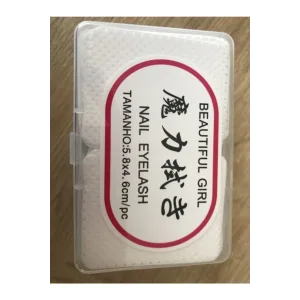 BEAUTIFUL GIRL
魔力拭き
NAIL EYELASH
TAMANHO:5.8x4.6cm/pc